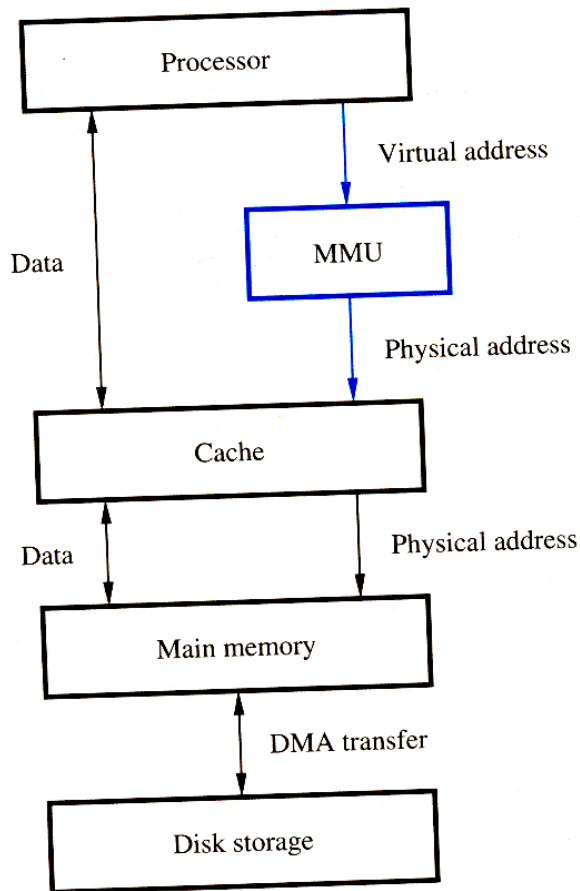 Processor
Virtual address
MMU
Data
Physical address
Cache
Data
Physical address
Main memory
DMA transfer
Disk storage